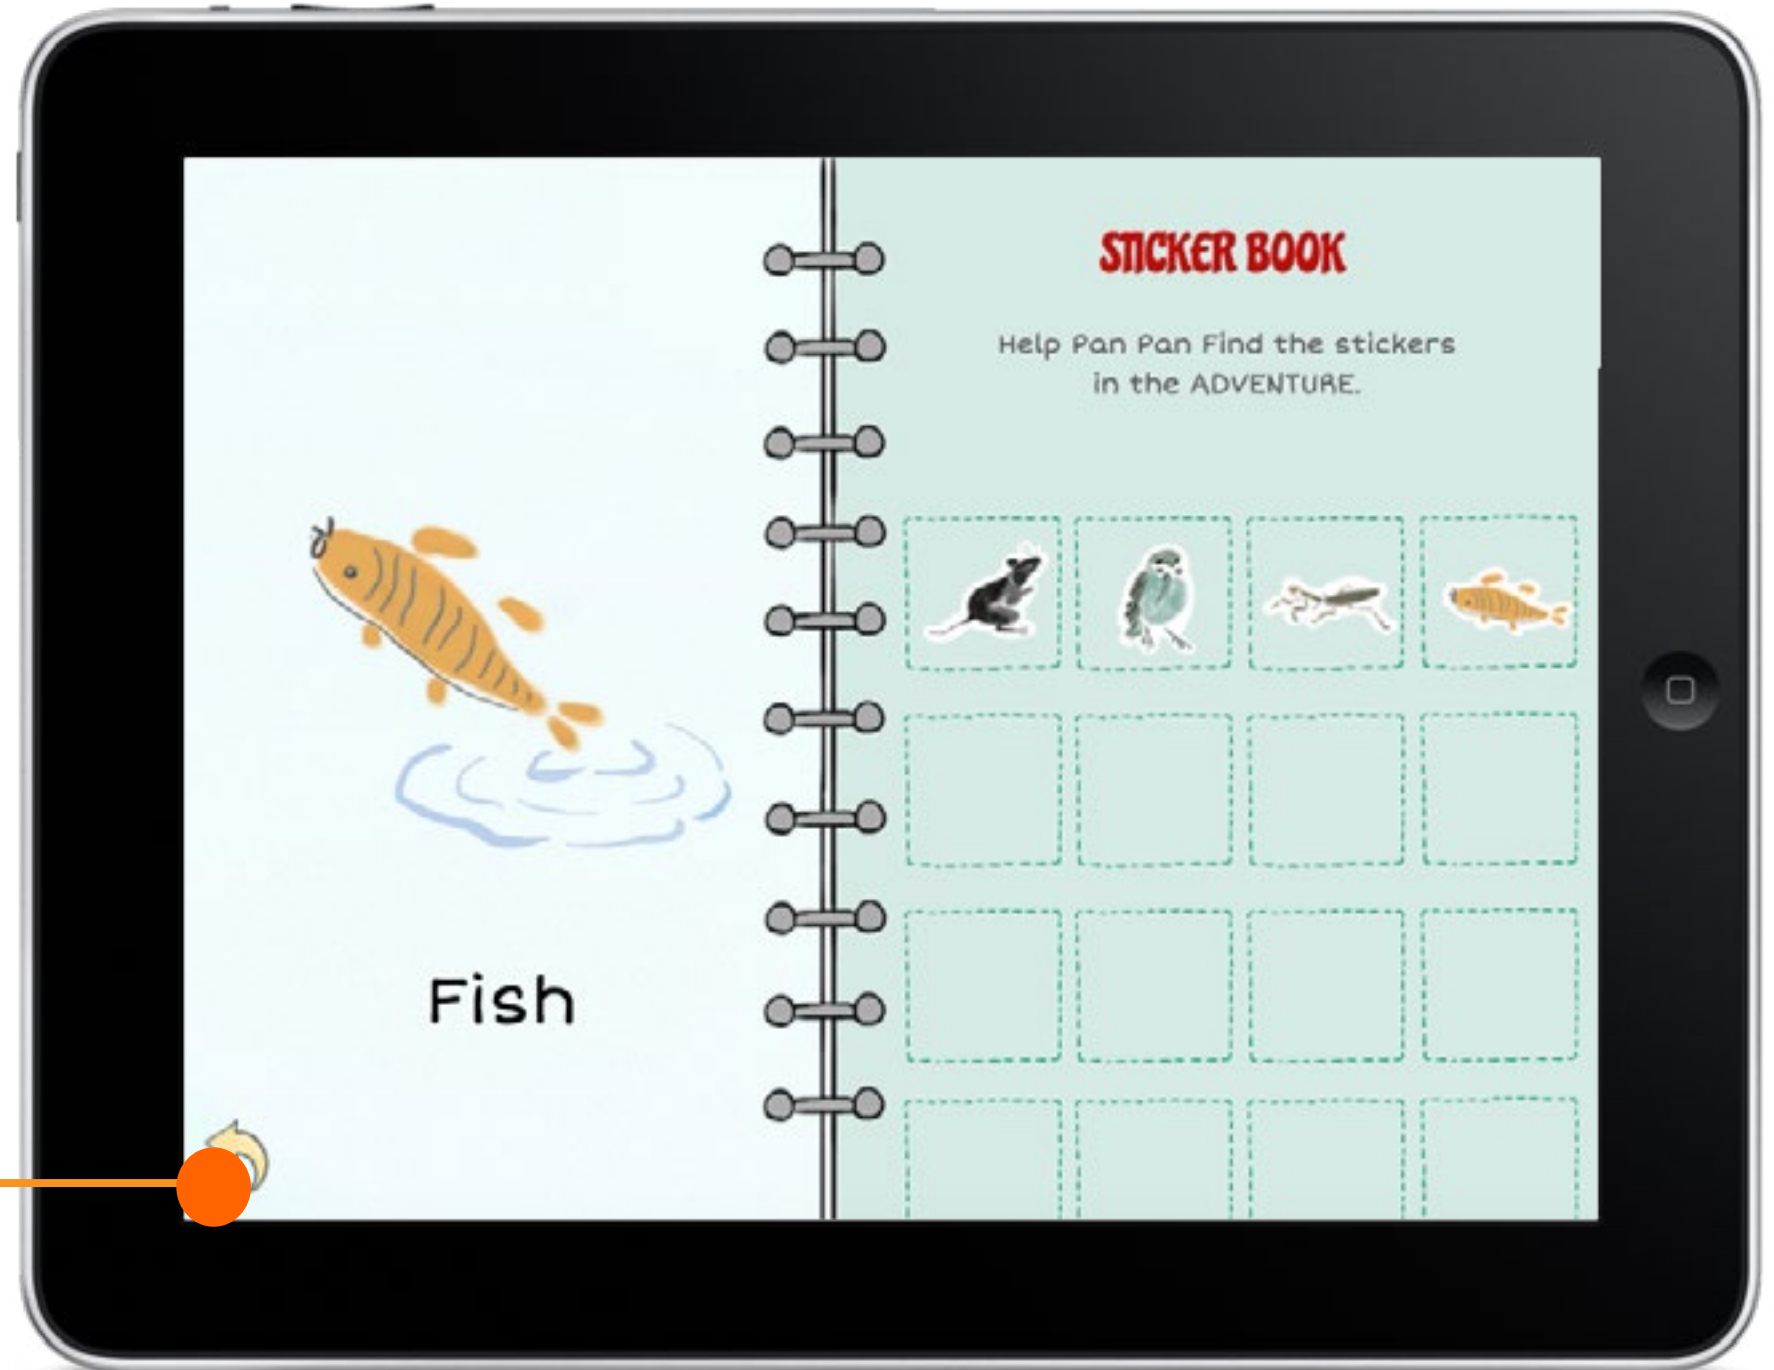 Fish
STICKER BOOK
Help Pan Pan Find the stickers
in the ADVENTURE.